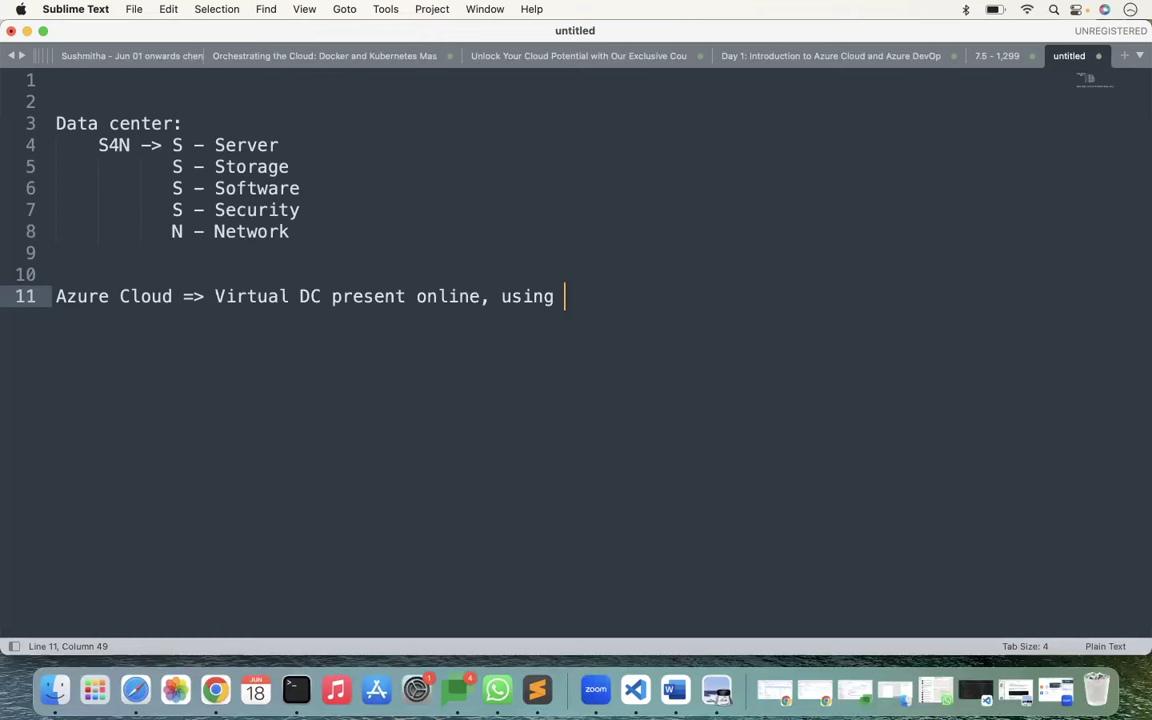 Sublime Text File Edit Selection Find View Goto Tools Project Window Help
untitled
UNREGISTERED
Sushmitha - Jun 01 onwards chen
Orchestrating the Cloud: Docker and Kubernetes Mas
Unlock Your Cloud Potential with Our Exclusive Cou
Day 1: Introduction to Azure Cloud and Azure DevOp
7.5 - 1,299
untitled
1
2
3 Data center:
4 S4N -> S - Server
5 S - Storage
6 S - Software
7 S - Security
8 N - Network
9
10
11 Azure Cloud => Virtual DC present online, using
Line 11, Column 49
Tab Size: 4
Plain Text
JUN
18
1
4
zoom
W